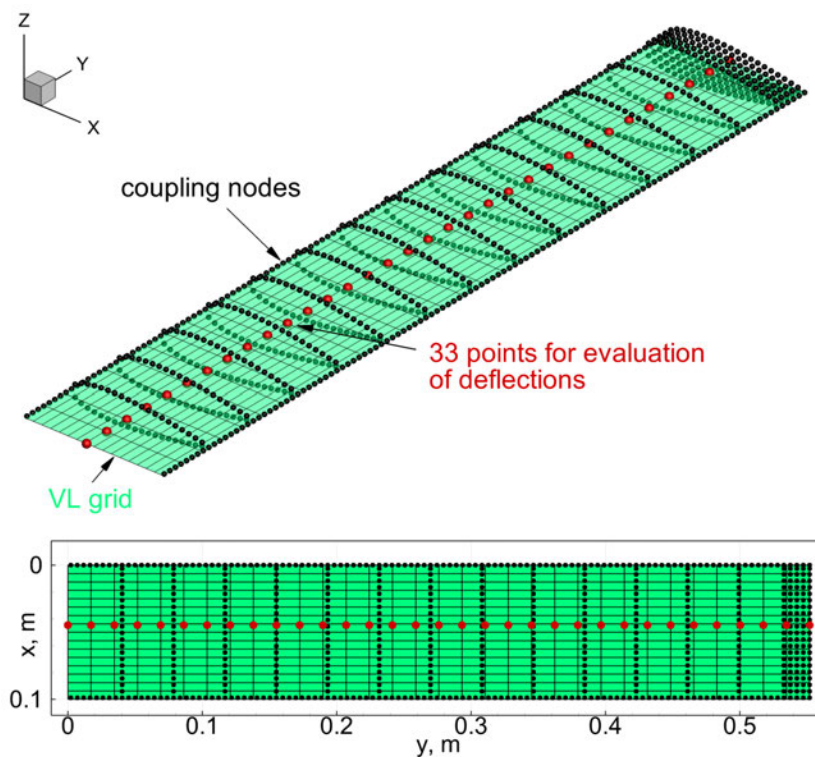 Z
Y
X
coupling nodes
33 points for evaluation
of deflections
VL grid
x, m
0
0.1
0 0.1 0.2 0.3 0.4 0.5
y, m